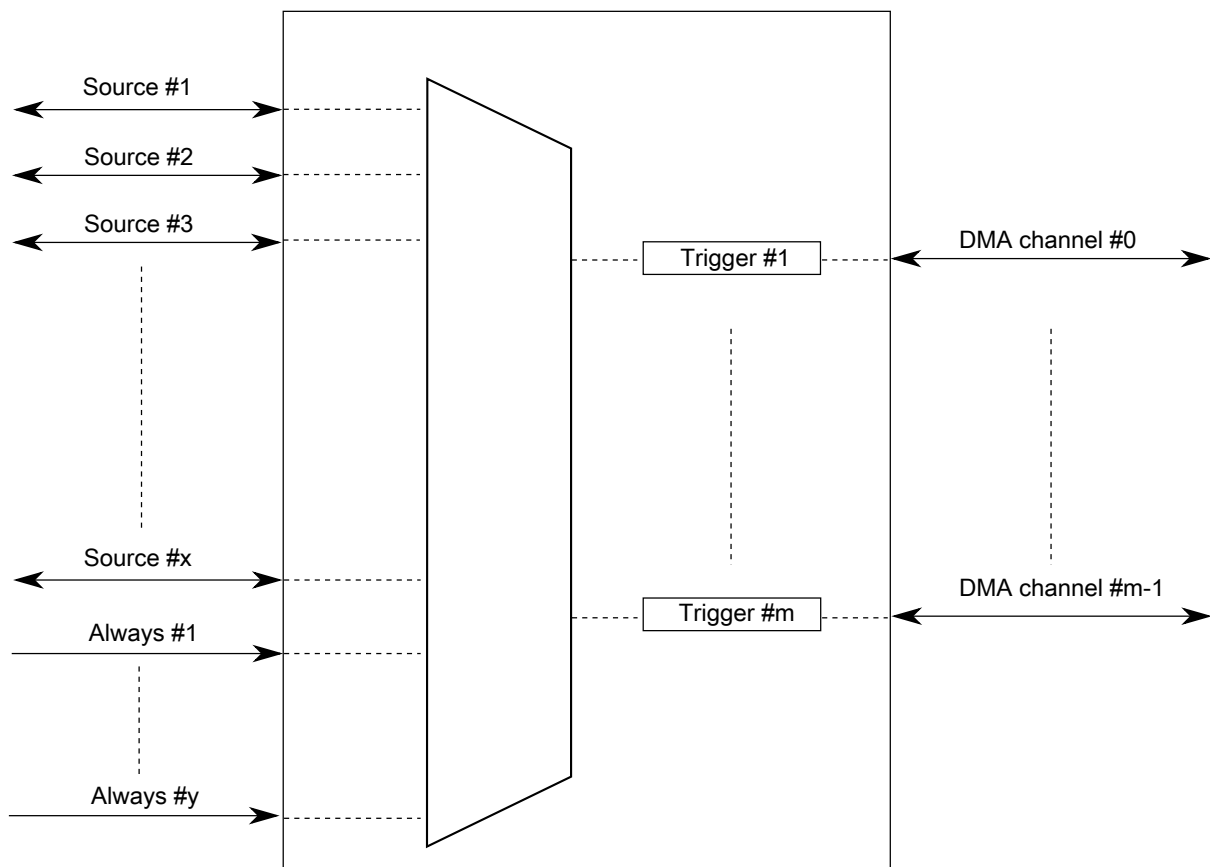 Source #1
Source #2
Source #3
Source #x
Always #1
Always #y
Trigger #1
Trigger #m
DMA channel #0
DMA channel #m-1